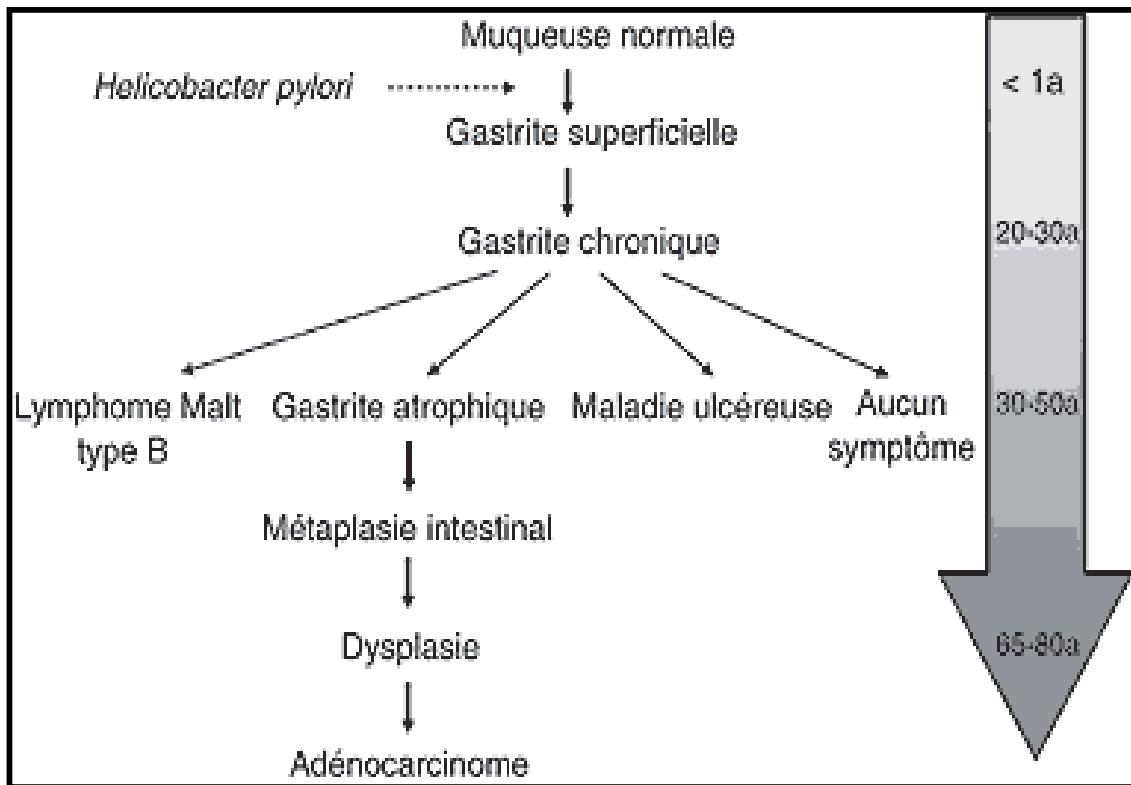 Muqueuse normale
Helicobacter pylori
< 1a
Gastrite superficielle
Gastrite chronique
20-30a
Lymphome Malt
type B
Gastrite atrophique
Maladie ulcéreuse
Aucun
symptôme
30-50a
Métaplasie intestinal
Dysplasie
65-80a
Adénocarcinome